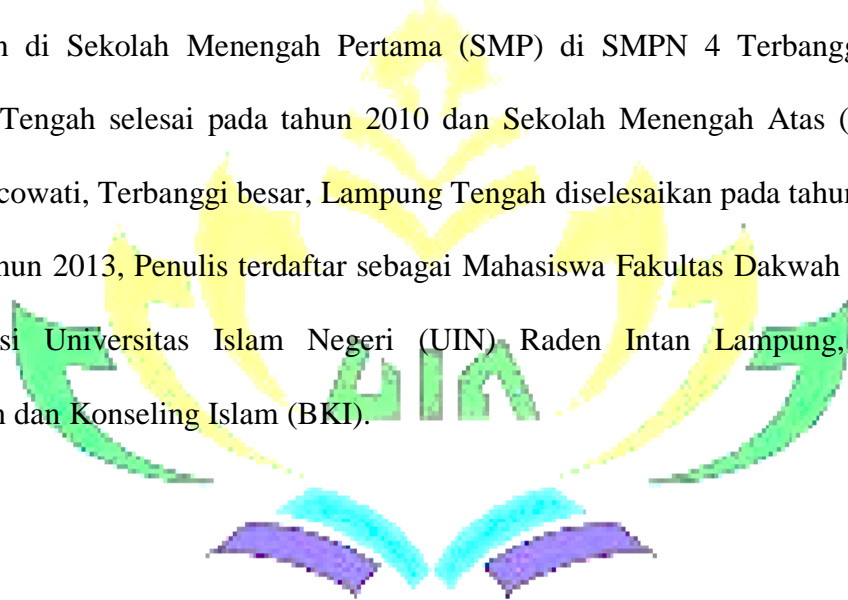 n di Sekolah Menengah Pertama (SMP) di SMPN 4 Terbangg
Tengah selesai pada tahun 2010 dan Sekolah Menengah Atas (
cowati, Terbanggi besar, Lampung Tengah diselesaikan pada tahun
hun 2013, Penulis terdaftar sebagai Mahasiswa Fakultas Dakwah
si Universitas Islam Negeri (UIN) Raden Intan Lampung,
n dan Konseling Islam (BKI).
UIN